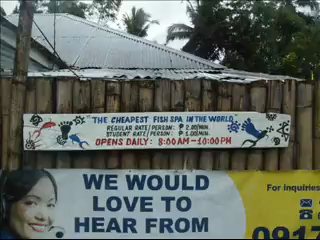 THE CHEAPEST FISH SPA IN THE WORLD
REGULAR RATE/PERSON: ₱ 2.00/MIN.
STUDENT RATE/PERSON: ₱ 1.00/MIN.
OPENS DAILY: 8:00 AM-10:00 PM
WE WOULD
LOVE TO
HEAR FROM
For Inquiries
0917